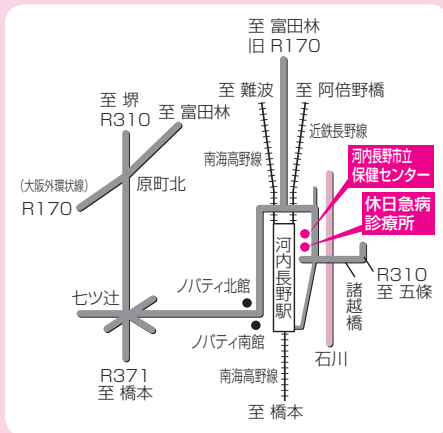 至 富田林
旧 R170
至 難波
至 阿倍野橋
至 堺
R310
至 富田林
近鉄長野線
南海高野線
河内長野市立
保健センター
(大阪外環状線)
R170
原町北
休日急病
診療所
河内長野駅
R310
至 五條
諸越橋
七ツ辻
ノバティ北館
ノバティ南館
石川
R371
至 橋本
南海高野線
至 橋本